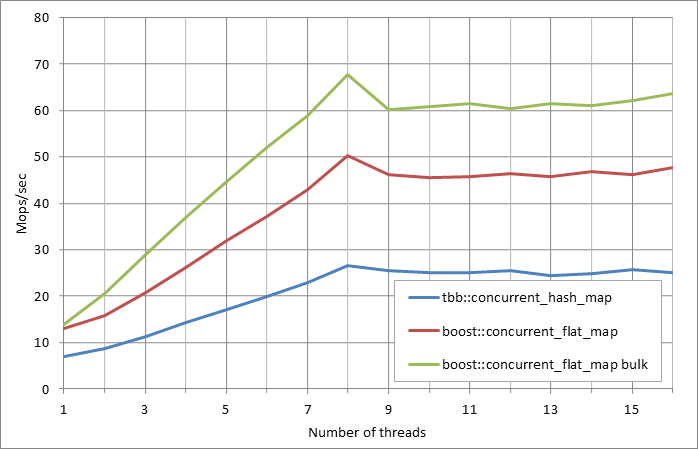 80
70
60
50
40
30
20
10
0
Mops/sec
tbb::concurrent_hash_map
boost::concurrent_flat_map
boost::concurrent_flat_map bulk
1 3 5 7 9 11 13 15
Number of threads